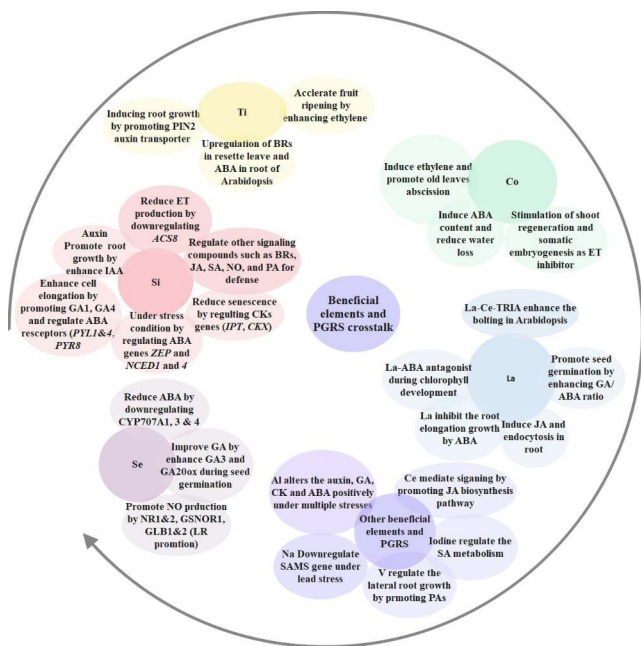 Ti
Acclerate fruit
ripening by
enhancing ethylene
Inducing root growth
by promoting PIN2
auxin transporter
Upregulation of BRs
in resette leave and
ABA in root of
Arabidopsis
Co
Induce ethylene and
promote old leaves
abscission
Induce ABA
content and
reduce water
loss
Stimulation of shoot
regeneration and
somatic
embryogenesis as ET
inhibitor
Reduce ET
production by
downregulating
ACS8
Auxin
Promote root
growth by
enhance IAA
Regulate other signaling
compounds such as BRs,
JA, SA, NO, and PA for
defense
Si
Enhance cell
elongation by
promoting GA1, GA4
and regulate ABA
receptors (PYL1&4,
PYR8)
Under stress
condition by
regulating ABA
genes ZEP and
NCED1 and 4
Reduce senescence
by regulting CKs
genes (IPT, CKX)
Beneficial
elements and
PGRS crosstalk
La-Ce-TRIA enhance the
bolting in Arabidopsis
La-ABA antagonist
during chlorophyll
development
La
Promote seed
germination by
enhancing GA/
ABA ratio
La inhibit the root
elongation growth by
ABA
Induce JA and
endocytosis in
root
Reduce ABA by
downregulating
CYP707A1, 3 & 4
Se
Improve GA by
enhance GA3 and
GA20ox during seed
germination
Promote NO prduction
by NR1&2, GSNOR1,
GLB1&2 (LR
promtion)
Al alters the auxin, GA,
CK and ABA positively
under multiple stresses
Ce mediate siganing by
promoting JA biosynthesis
pathway
Other beneficial
elements and
PGRS
Iodine regulate the
SA metabolism
Na Downregulate
SAMS gene under
lead stress
V regulate the
lateral root growth
by prmoting PAs